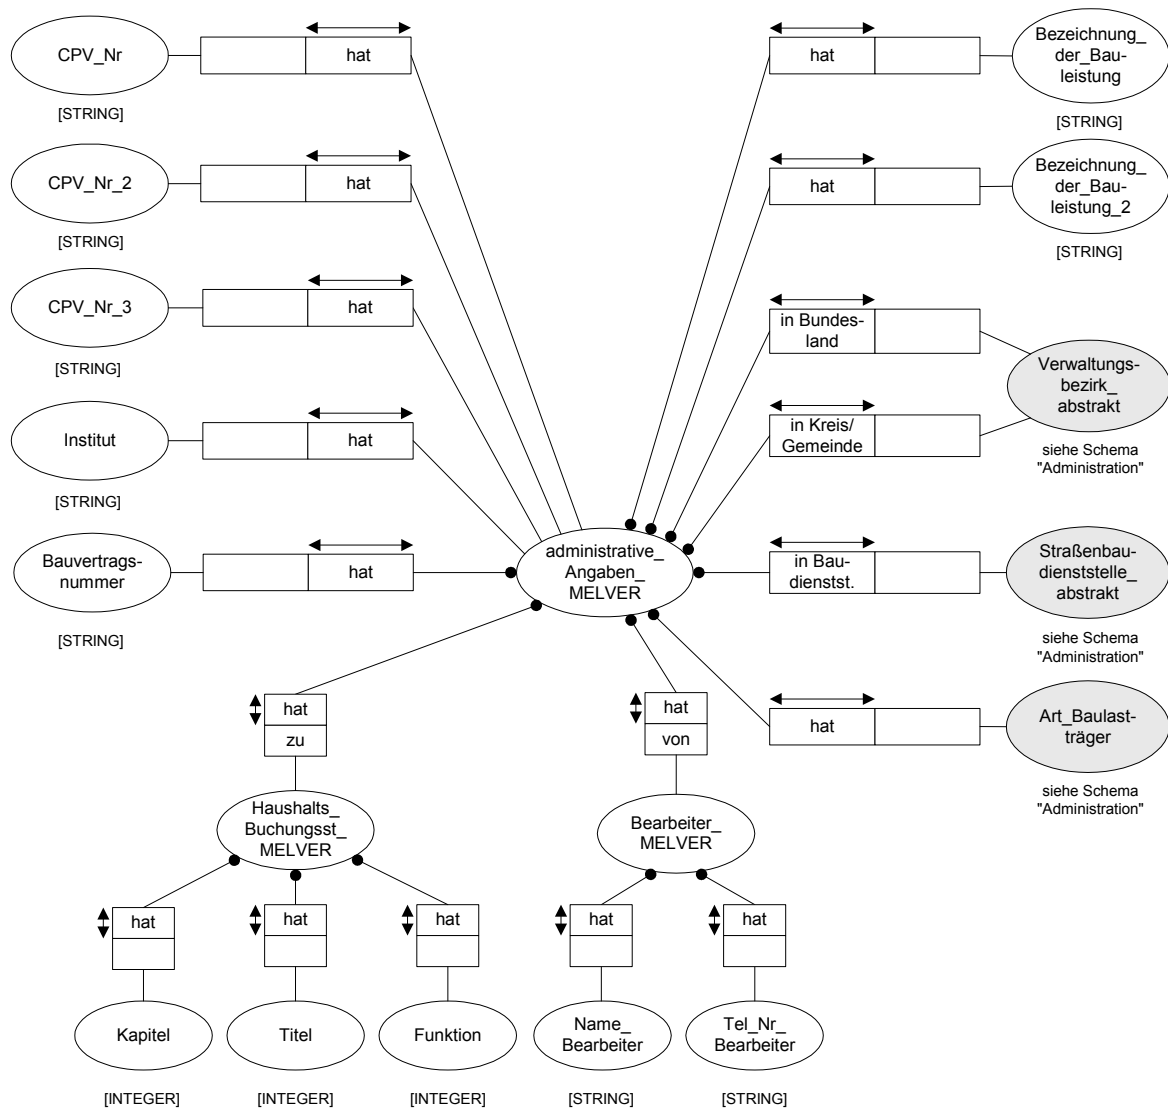 CPV_Nr
hat
[STRING]
hat
Bezeichnung_
der_Bau-
leistung
[STRING]
CPV_Nr_2
hat
[STRING]
hat
Bezeichnung_
der_Bau-
leistung_2
[STRING]
CPV_Nr_3
hat
[STRING]
in Bundes-
land
Verwaltungs-
bezirk_
abstrakt
siehe Schema
"Administration"
Institut
hat
[STRING]
in Kreis/
Gemeinde
Bauvertrags-
nummer
hat
[STRING]
administrative_
Angaben_
MELVER
in Bau-
dienstst.
Straßenbau-
dienststelle_
abstrakt
siehe Schema
"Administration"
hat
zu
hat
von
hat
Art_Baulast-
träger
siehe Schema
"Administration"
Haushalts_
Buchungsst_
MELVER
Bearbeiter_
MELVER
hat
hat
hat
hat
hat
Kapitel
Titel
Funktion
Name_
Bearbeiter
Tel_Nr_
Bearbeiter
[INTEGER]
[INTEGER]
[INTEGER]
[STRING]
[STRING]